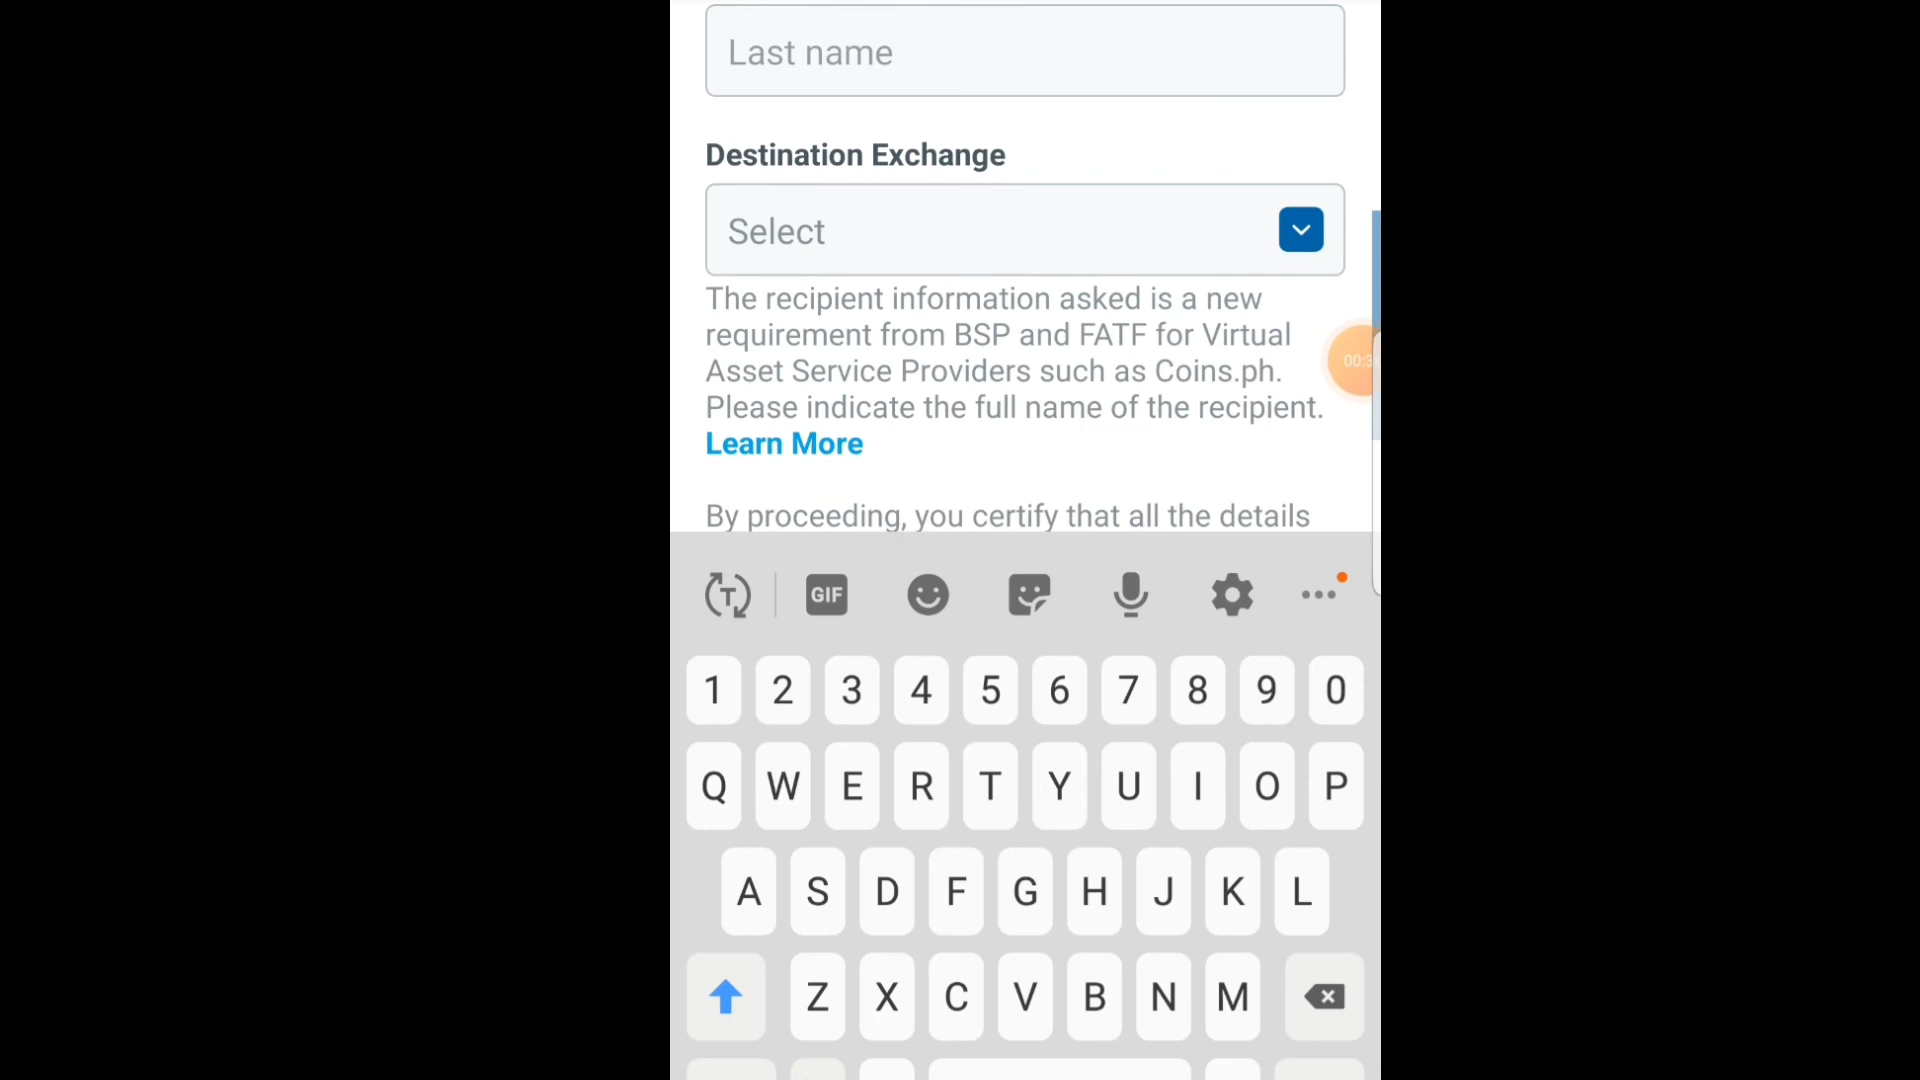 Last name
Destination Exchange
Select
The recipient information asked is a new
requirement from BSP and FATF for Virtual
Asset Service Providers such as Coins.ph.
Please indicate the full name of the recipient.
Learn More
By proceeding, you certify that all the details
T GIF
1 2 3 4 5 6 7 8 9 0
Q W E R T Y U I O P
A S D F G H J K L
Z X C V B N M